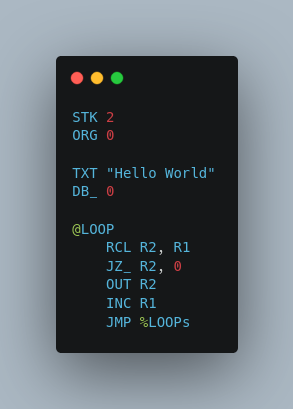 STK 2
ORG 0
TXT "Hello World"
DB_ 0
@LOOP
RCL R2, R1
JZ_ R2, 0
OUT R2
INC R1
JMP %LOOPs